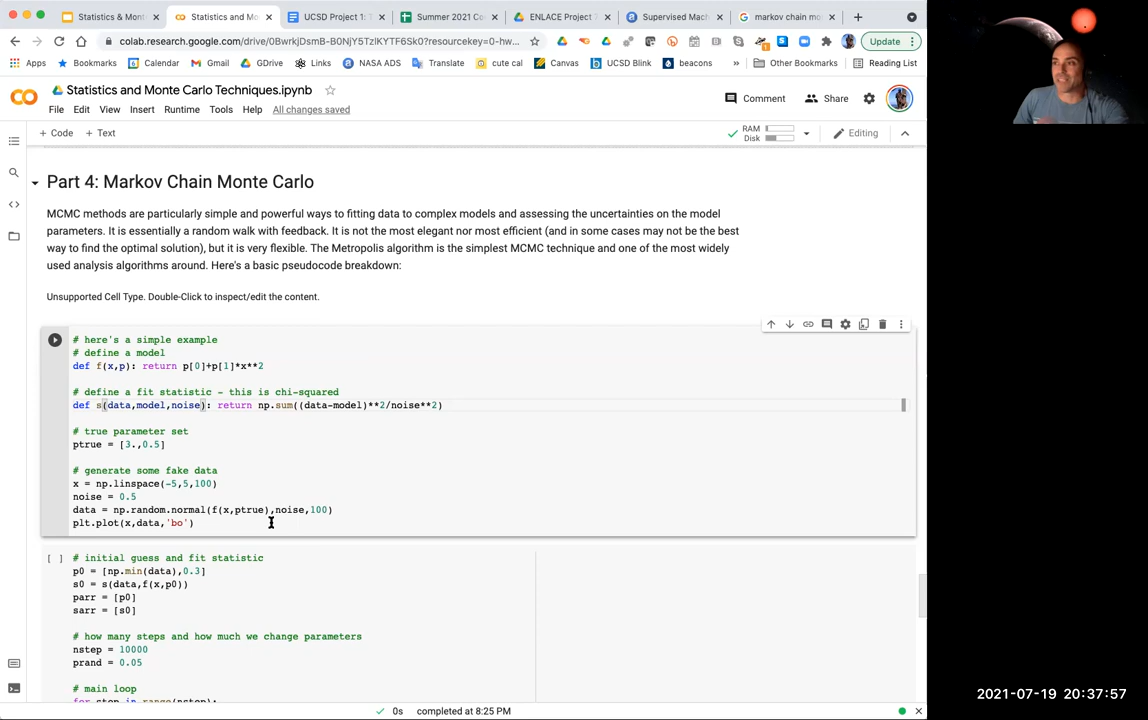 Statistics & Mont
Statistics and Mo
UCSD Project 1: T
Summer 2021 Co
ENLACE Project
Supervised Mach
markov chain mo
colab.research.google.com/drive/0BwrkjDsmB-B0NjY5TzlKYTF6Sk0?resourcekey=0-hw...
Update
Apps
Bookmarks
Calendar
Gmail
GDrive
Links
NASA ADS
Translate
cute cal
Canvas
UCSD Blink
beacons
»
Other Bookmarks
Reading List
Statistics and Monte Carlo Techniques.ipynb
File Edit View Insert Runtime Tools Help All changes saved
Comment
Share
+ Code + Text
RAM
Disk
Editing
Part 4: Markov Chain Monte Carlo
MCMC methods are particularly simple and powerful ways to fitting data to complex models and assessing the uncertainties on the model
parameters. It is essentially a random walk with feedback. It is not the most elegant nor most efficient (and in some cases may not be the best
way to find the optimal solution), but it is very flexible. The Metropolis algorithm is the simplest MCMC technique and one of the most widely
used analysis algorithms around. Here's a basic pseudocode breakdown:
Unsupported Cell Type. Double-Click to inspect/edit the content.
# here's a simple example
# define a model
def f(x,p): return p[0]+p[1]*x**2
# define a fit statistic - this is chi-squared
def s(data,model,noise): return np.sum((data-model)**2/noise**2)
# true parameter set
ptrue = [3.,0.5]
# generate some fake data
x = np.linspace(-5,5,100)
noise = 0.5
data = np.random.normal(f(x,ptrue),noise,100)
plt.plot(x,data,'bo')
[ ] # initial guess and fit statistic
p0 = [np.min(data),0.3]
s0 = s(data,f(x,p0))
parr = [p0]
sarr = [s0]
# how many steps and how much we change parameters
nstep = 10000
prand = 0.05
# main loop
for step in range(nstep):
0s completed at 8:25 PM
2021-07-19 20:37:57